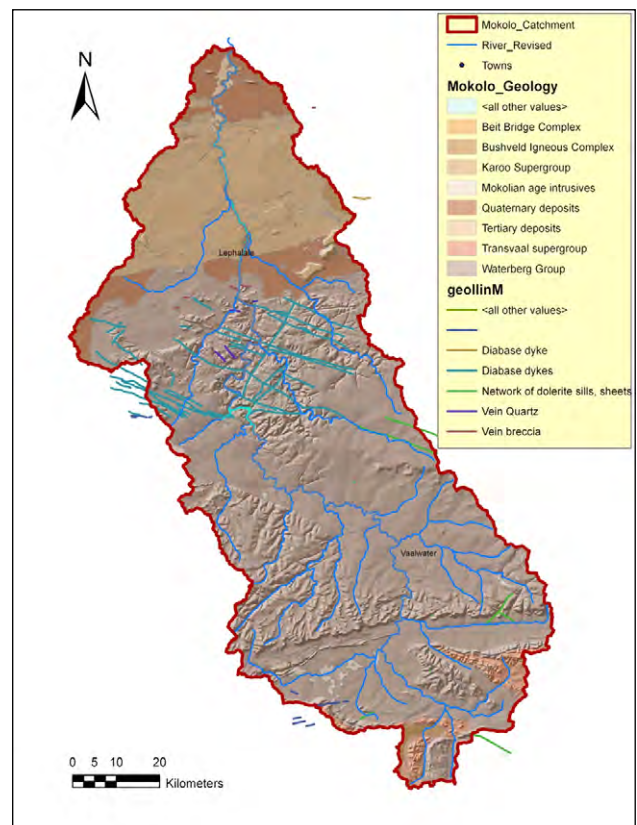 N
Lephalale
Vaalwater
0 5 10 20
Kilometers
Mokolo_Catchment
River_Revised
Towns
Mokolo_Geology
<all other values>
Beit Bridge Complex
Bushveld Igneous Complex
Karoo Supergroup
Mokolian age intrusives
Quaternary deposits
Tertiary deposits
Transvaal supergroup
Waterberg Group
geollinM
<all other values>
Diabase dyke
Diabase dykes
Network of dolerite sills, sheets
Vein Quartz
Vein breccia